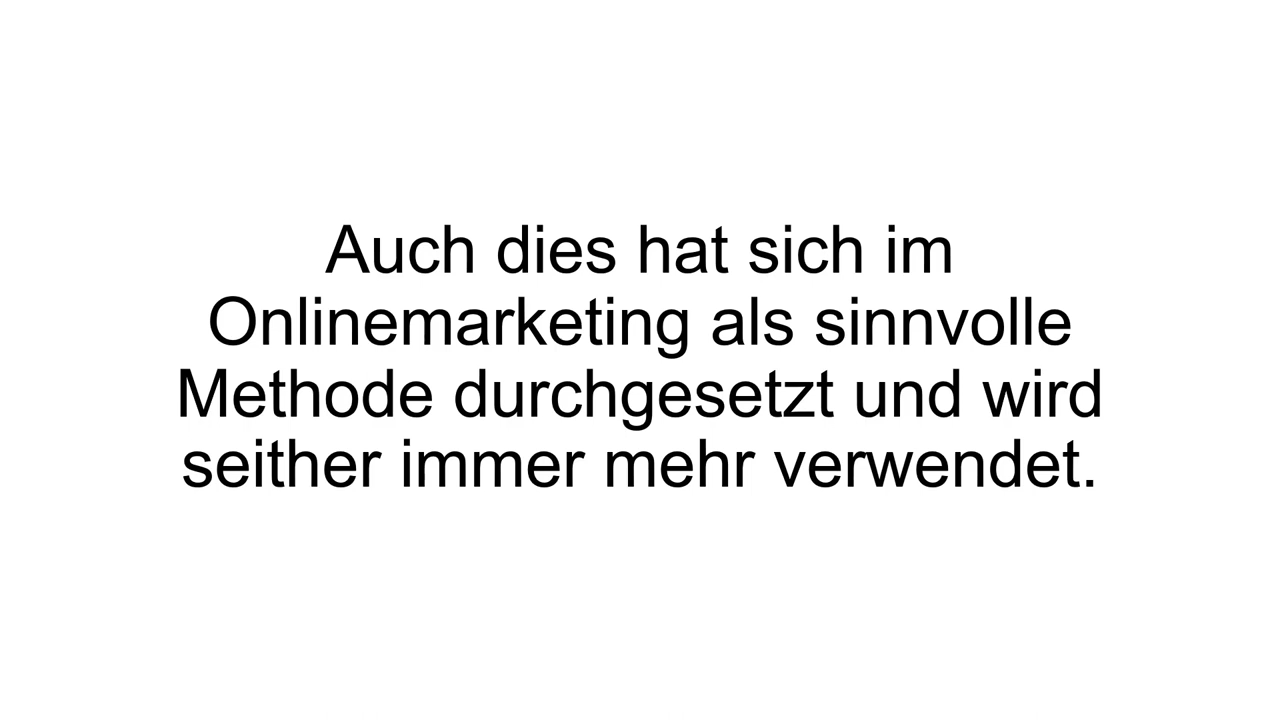 Auch dies hat sich im
Onlinemarketing als sinnvolle
Methode durchgesetzt und wird
seither immer mehr verwendet.